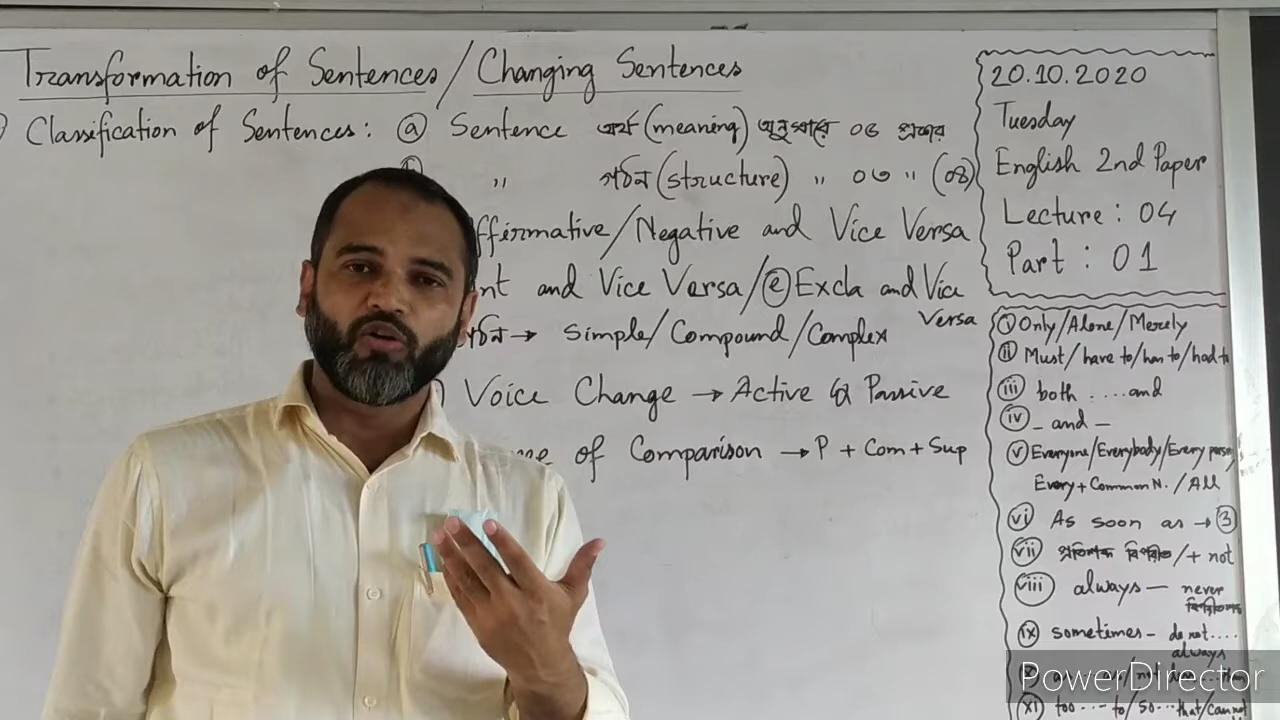 Transformation of Sentences / Changing Sentences
Classification of Sentences: ⓐ Sentence অর্থ (meaning) অনুসারে ০৫ প্রকার
" গঠন (structure) " ০৩ " (০৪)
ffirmative/Negative and Vice Versa
nt and Vice Versa/ⓔ Excla and Vice
Versa
গঠন → Simple/Compound/Complex
Voice Change → Active & Passive
of Comparison → P + Com + Sup
20.10.2020
Tuesday
English 2nd Paper
Lecture: 04
Part : 01
ⓘ Only/Alone/Merely
ⓘⓘ Must/have to/has to/had to
iii both ....and
iv _ and _
v Everyone/Everybody/Every person
Every + Common N. / All
vi As soon as → ③
vii বিপরীত / + not
viii always — never
ix sometimes - do not ....
always
xi too --- to/so --- that/cannot
PowerDirector